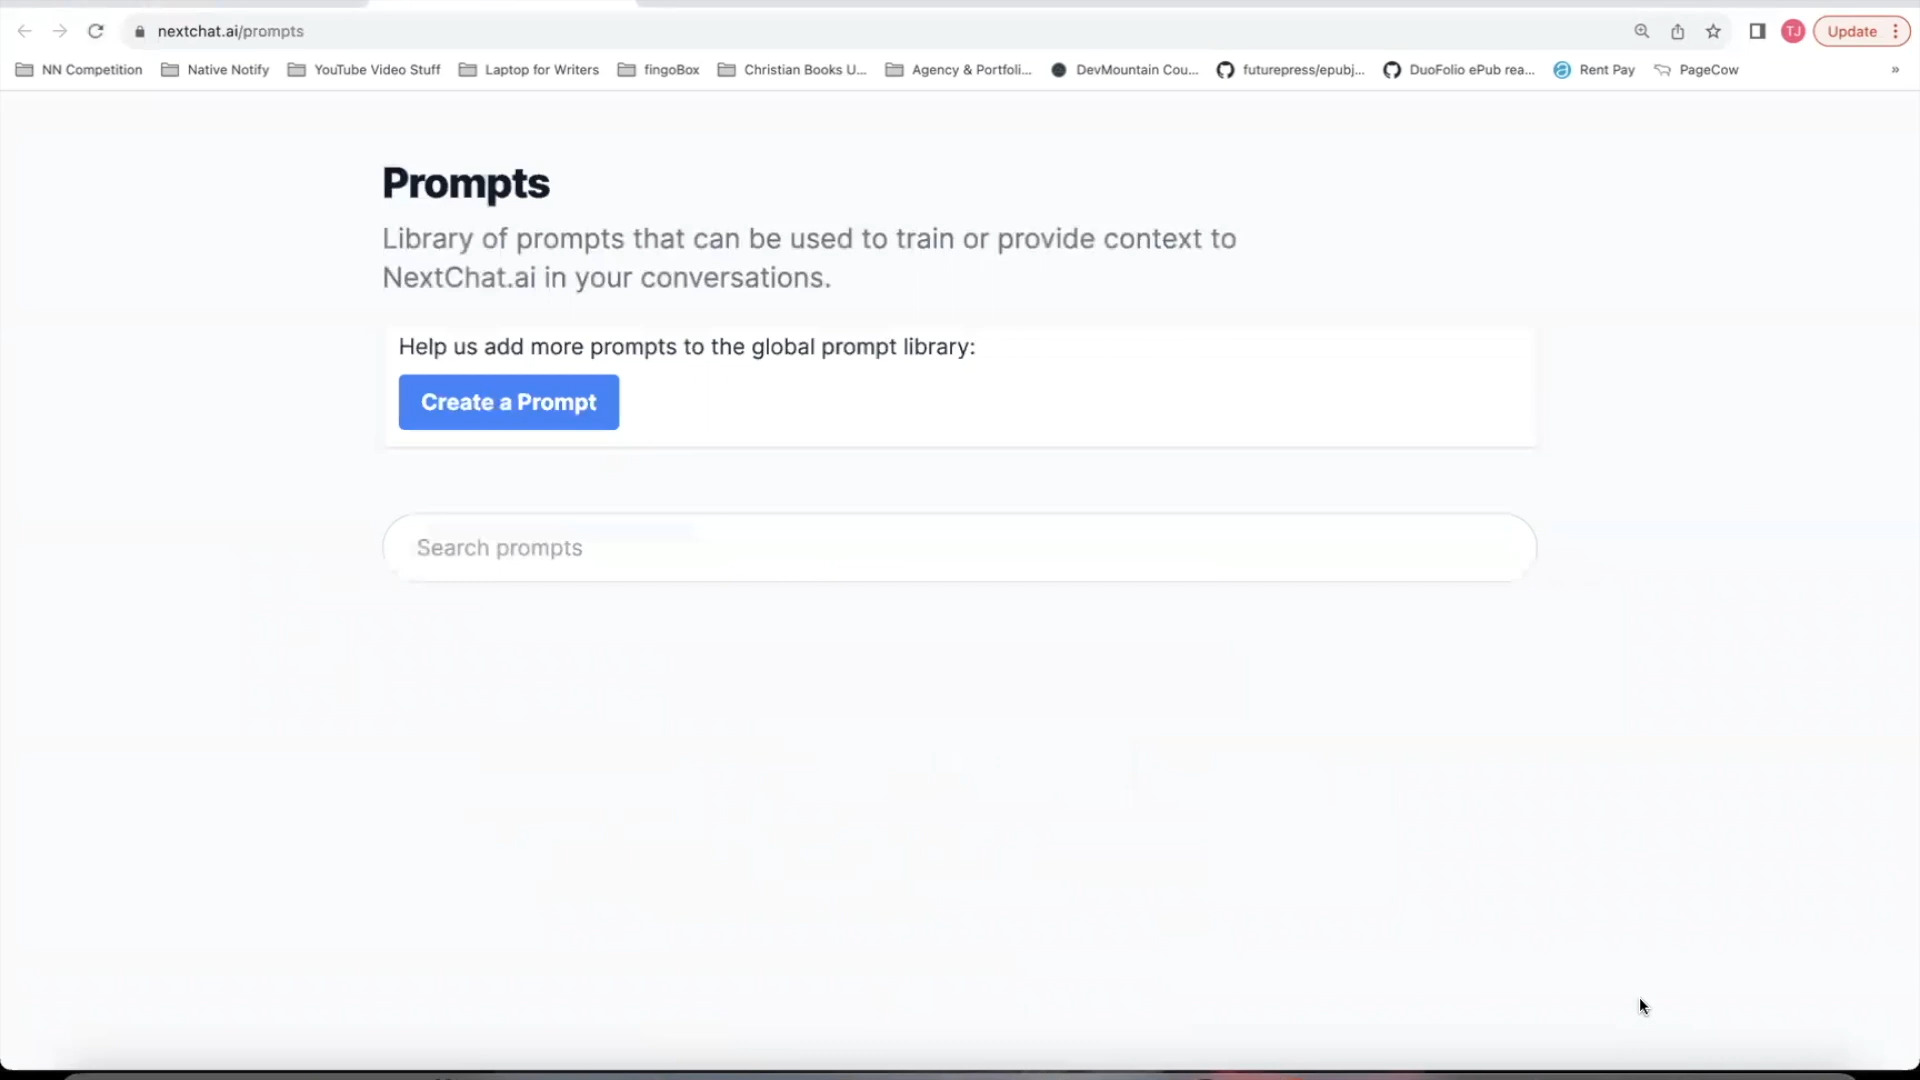 nextchat.ai/prompts
TJ
Update
NN Competition
Native Notify
YouTube Video Stuff
Laptop for Writers
fingoBox
Christian Books U...
Agency & Portfoli...
DevMountain Cou...
futurepress/epubj...
DuoFolio ePub rea...
Rent Pay
PageCow
»
Prompts
Library of prompts that can be used to train or provide context to
NextChat.ai in your conversations.
Help us add more prompts to the global prompt library:
Create a Prompt
Search prompts